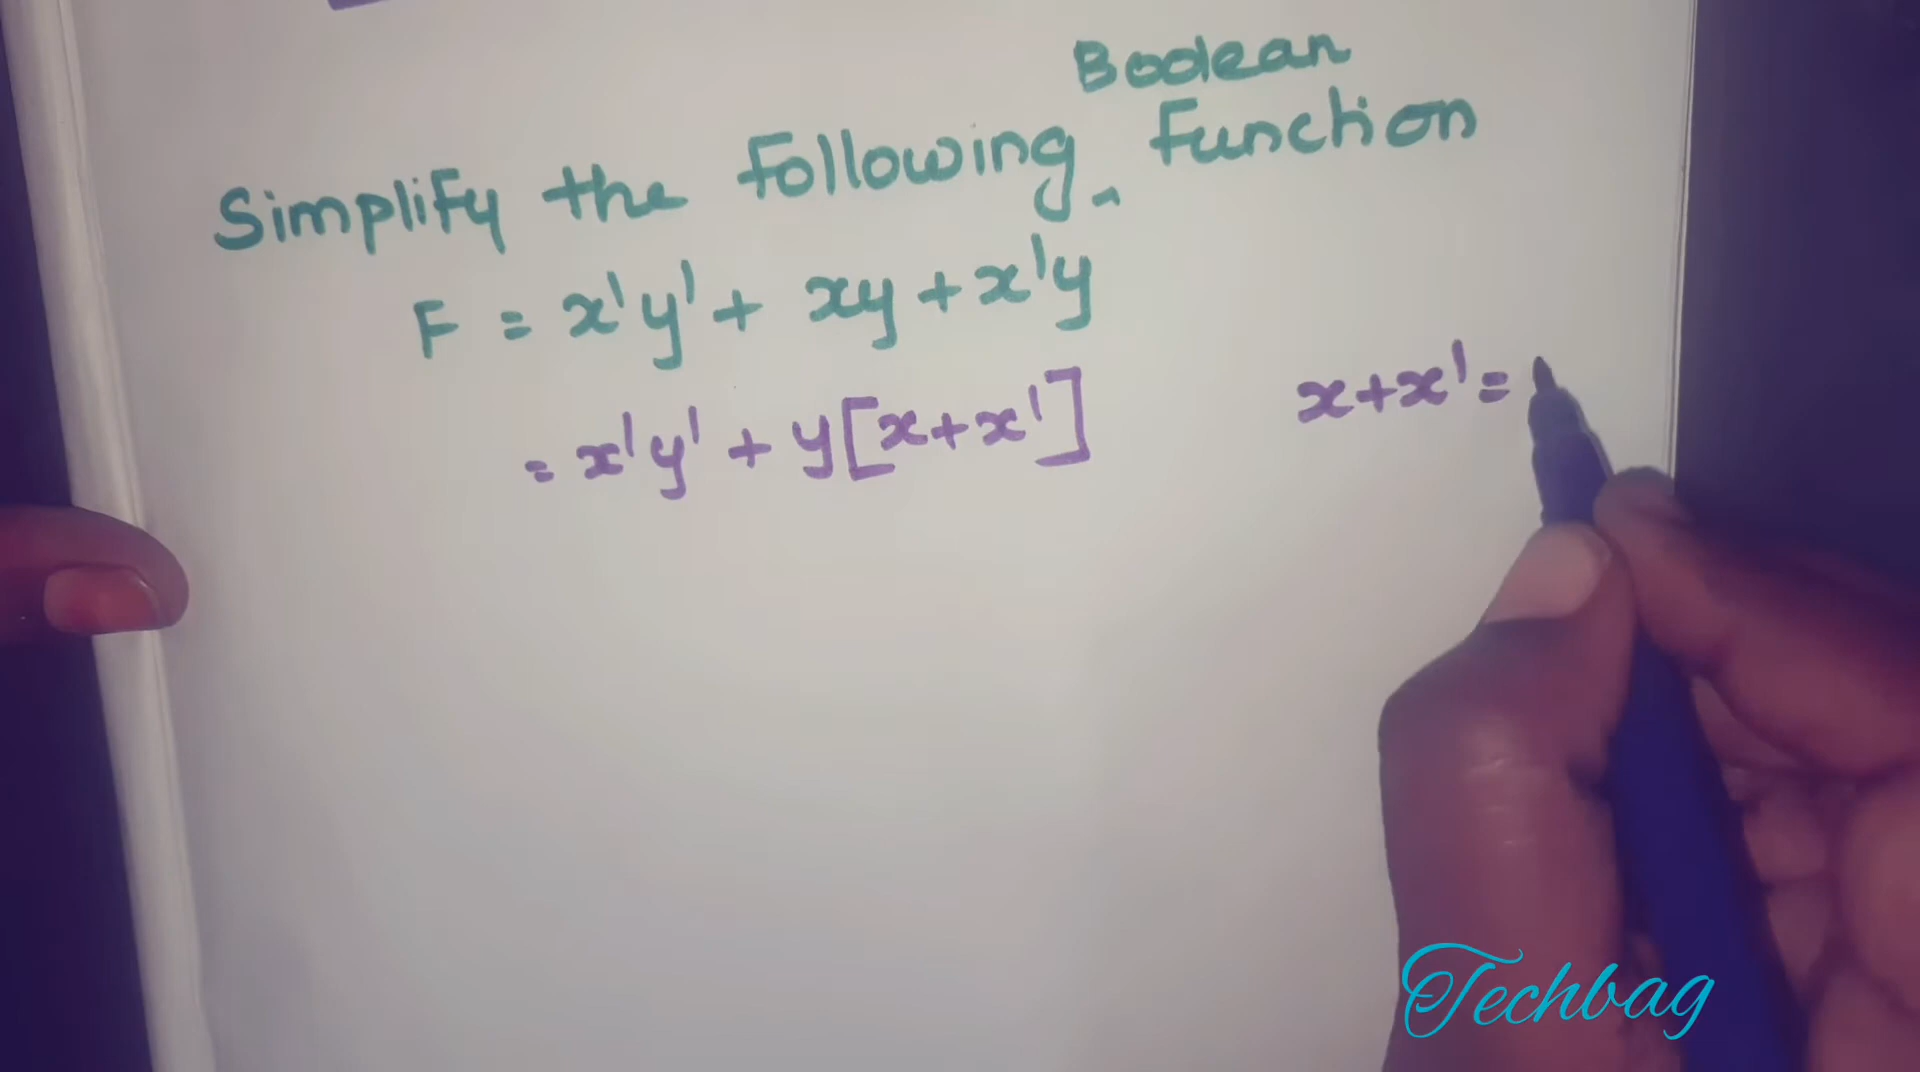 Simplify the following Boolean function
F = x'y' + xy + x'y
= x'y' + y[x+x']
x+x' =
Techbag